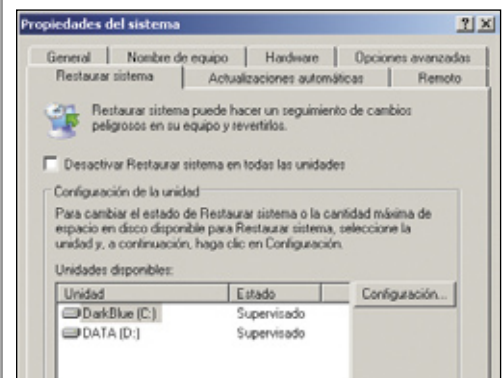 Propiedades del sistema
General Nombre de equipo Hardware Opciones avanzadas
Restaurar sistema Actualizaciones automáticas Remoto
Restaurar sistema puede hacer un seguimiento de cambios
peligrosos en su equipo y revertirlos.
Desactivar Restaurar sistema en todas las unidades
Configuración de la unidad
Para cambiar el estado de Restaurar sistema o la cantidad máxima de
espacio en disco disponible para Restaurar sistema, seleccione la
unidad y, a continuación, haga clic en Configuración.
Unidades disponibles:
Unidad Estado Configuración...
DarkBlue (C:) Supervisado
DATA (D:) Supervisado